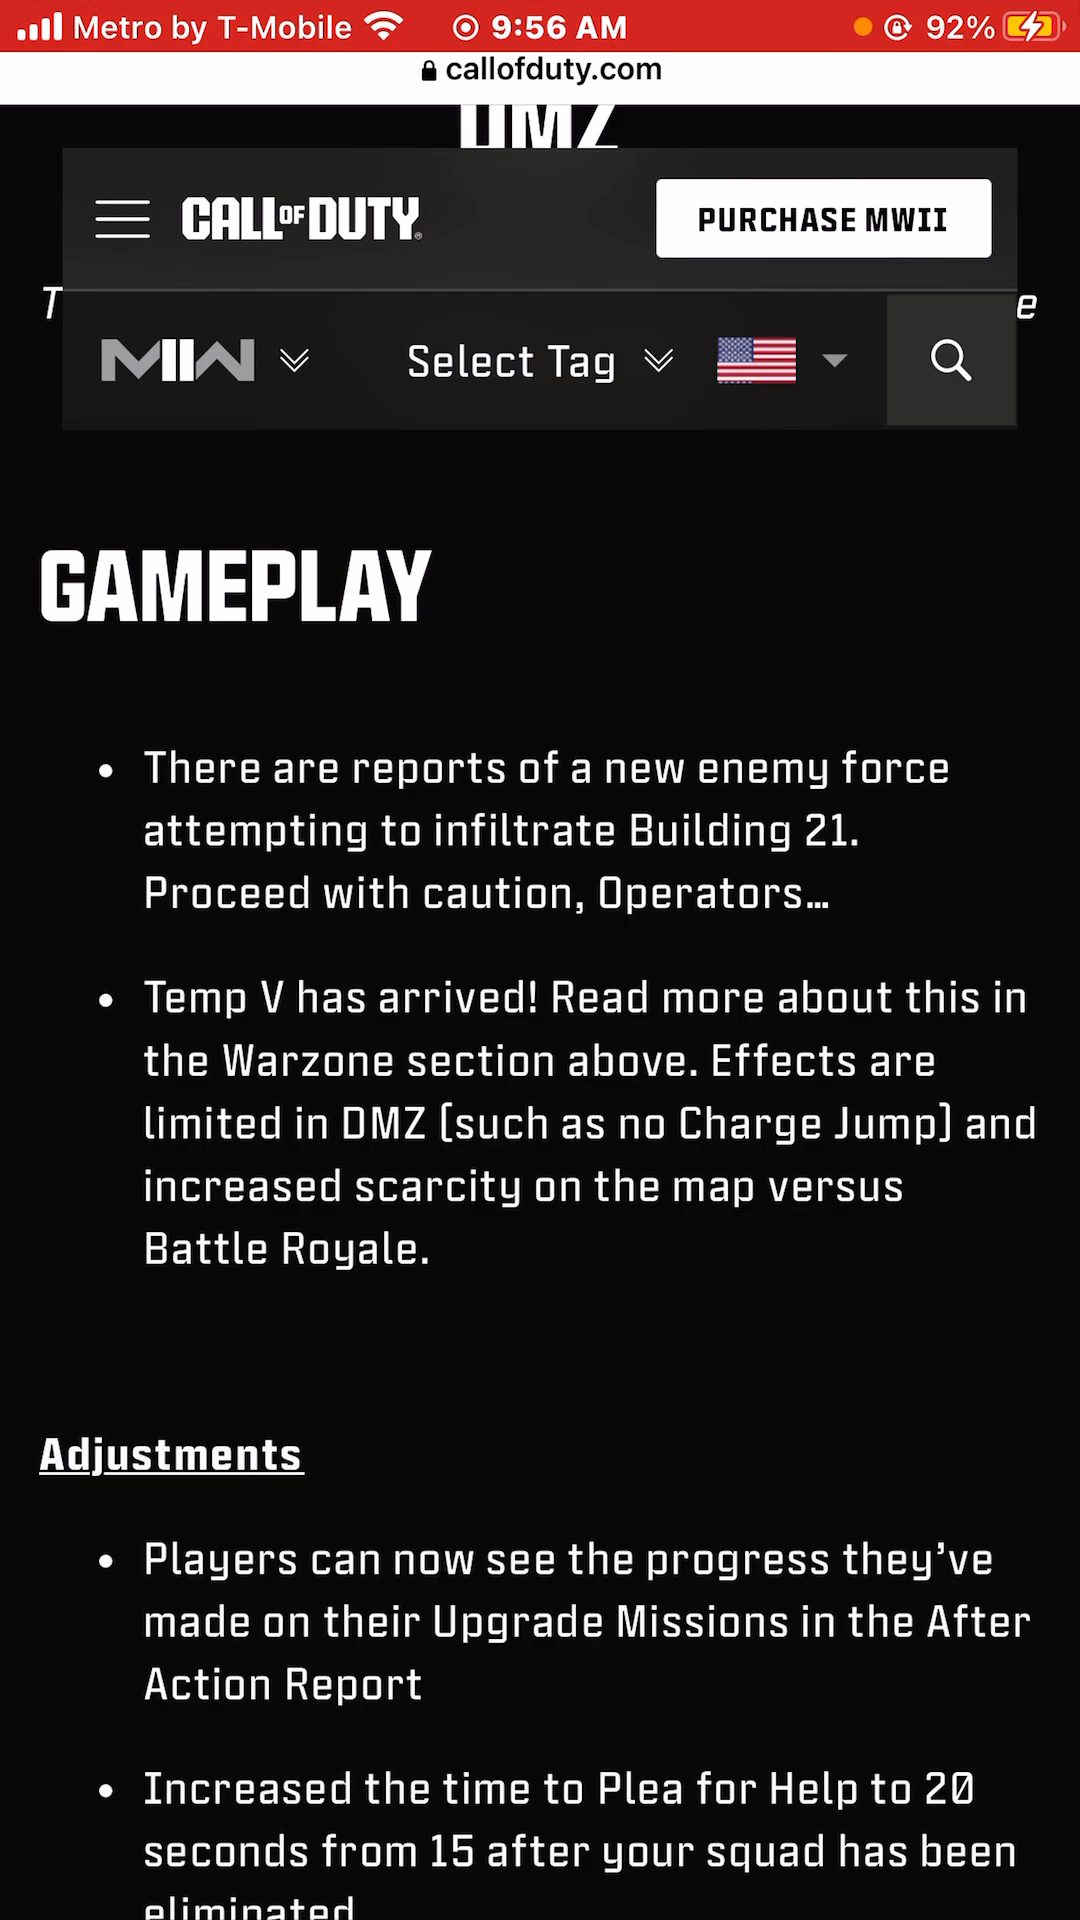 Metro by T-Mobile 9:56 AM 92%
callofduty.com
DMZ
CALL OF DUTY®
PURCHASE MWII
T e
MIIW Select Tag
GAMEPLAY
• There are reports of a new enemy force
attempting to infiltrate Building 21.
Proceed with caution, Operators…
• Temp V has arrived! Read more about this in
the Warzone section above. Effects are
limited in DMZ (such as no Charge Jump) and
increased scarcity on the map versus
Battle Royale.
Adjustments
• Players can now see the progress they’ve
made on their Upgrade Missions in the After
Action Report
• Increased the time to Plea for Help to 20
seconds from 15 after your squad has been
eliminated